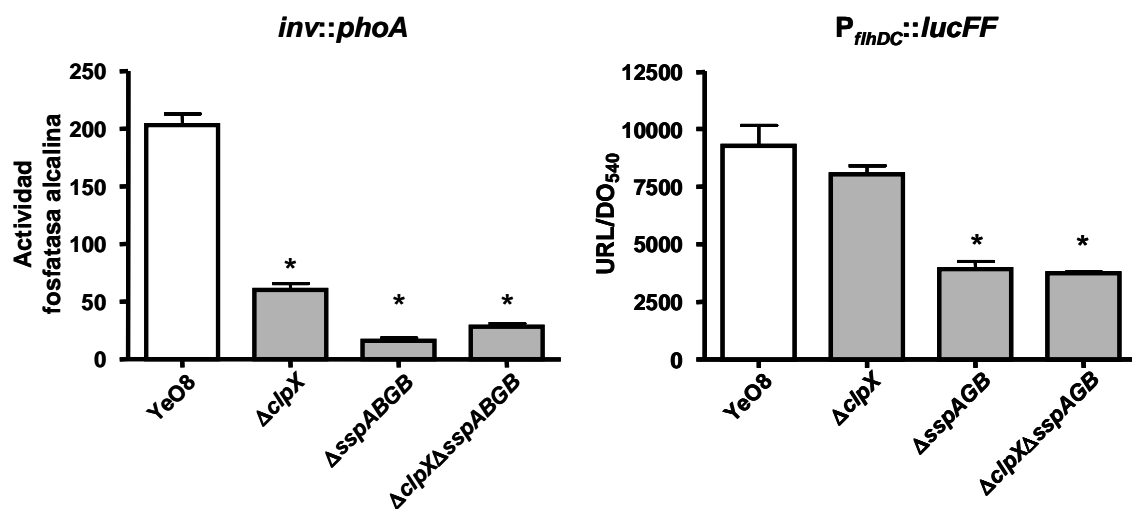 inv::phoA
Actividad
fosfatasa alcalina
250
200
150
100
50
0
*
*
*
YeO8
ΔclpX
ΔsspABGB
ΔclpXΔsspABGB
PflhDC::lucFF
URL/DO540
12500
10000
7500
5000
2500
0
*
*
YeO8
ΔclpX
ΔsspAGB
ΔclpXΔsspAGB